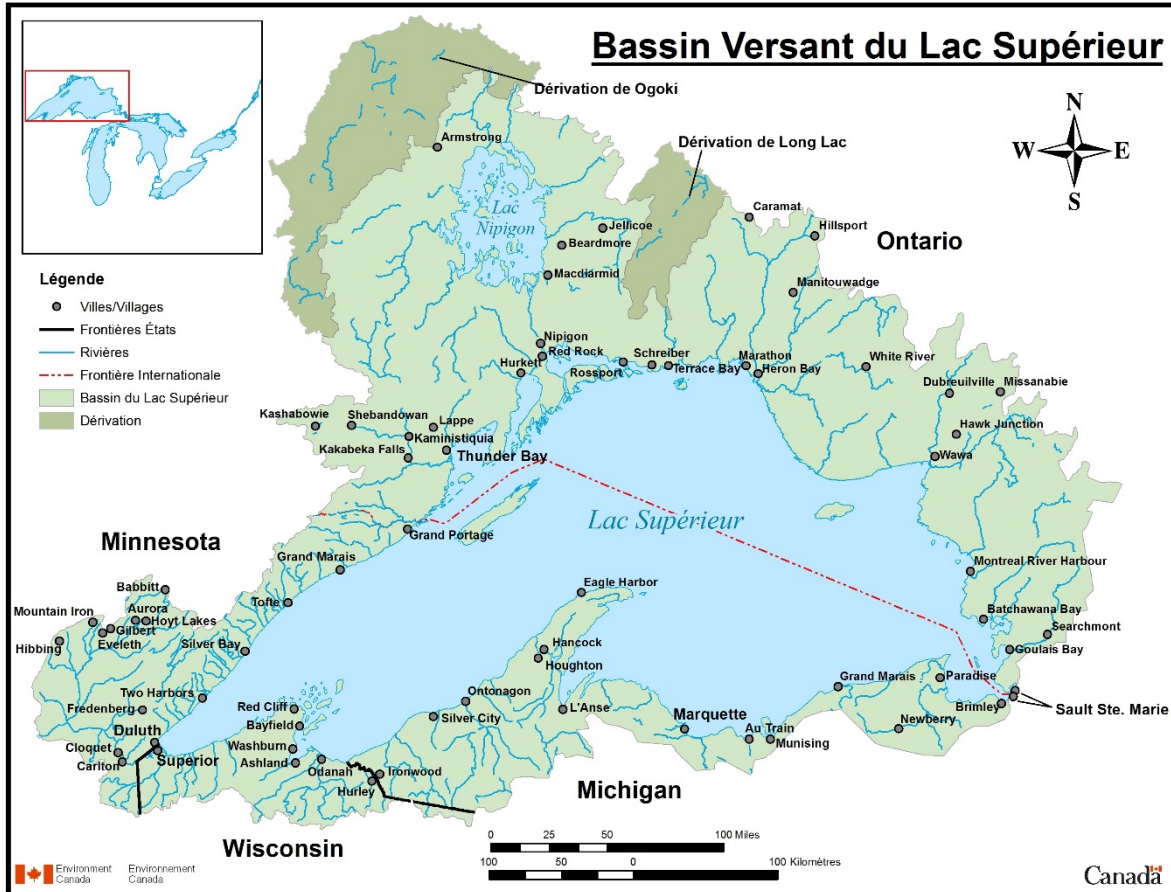 Bassin Versant du Lac Supérieur
Dérivation de Ogoki
N
W E
S
Armstrong
Dérivation de Long Lac
Lac
Nipigon
Caramat
Jellicoe
Hillsport
Ontario
Beardmore
Macdiarmid
Manitouwadge
Légende
Villes/Villages
Frontières États
Rivières
Frontière Internationale
Bassin du Lac Supérieur
Dérivation
Nipigon
Red Rock
Hurkett
Rossport
Schreiber
Terrace Bay
Marathon
Heron Bay
White River
Dubreuilville
Missanabie
Kashabowie
Shebandowan
Lappe
Kaministiquia
Kakabeka Falls
Thunder Bay
Hawk Junction
Wawa
Lac Supérieur
Grand Portage
Minnesota
Grand Marais
Montreal River Harbour
Babbitt
Eagle Harbor
Tofte
Mountain Iron
Aurora
Hoyt Lakes
Gilbert
Eveleth
Hibbing
Silver Bay
Batchawana Bay
Searchmont
Goulais Bay
Hancock
Houghton
Two Harbors
Fredenberg
Red Cliff
Bayfield
Ontonagon
Silver City
L'Anse
Grand Marais
Paradise
Brimley
Sault Ste. Marie
Duluth
Superior
Cloquet
Carlton
Washburn
Ashland
Odanah
Hurley
Ironwood
Marquette
Au Train
Munising
Newberry
Michigan
Wisconsin
0 25 50 100 Miles
100 50 0 100 Kilomètres
Environment Environnement
Canada Canada
Canada